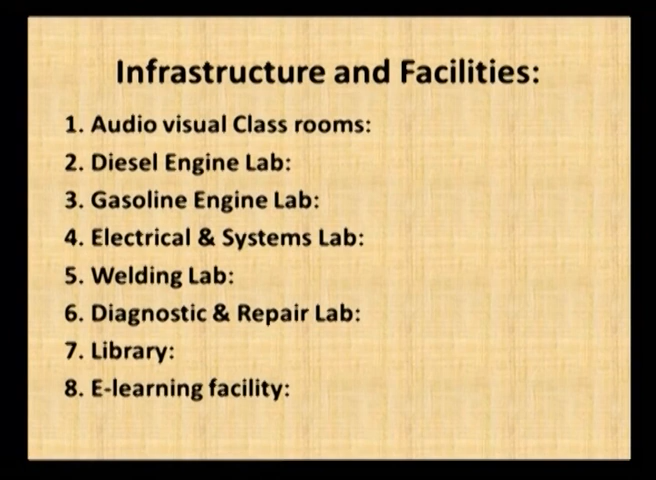 Infrastructure and Facilities:
1. Audio visual Class rooms:
2. Diesel Engine Lab:
3. Gasoline Engine Lab:
4. Electrical & Systems Lab:
5. Welding Lab:
6. Diagnostic & Repair Lab:
7. Library:
8. E-learning facility: